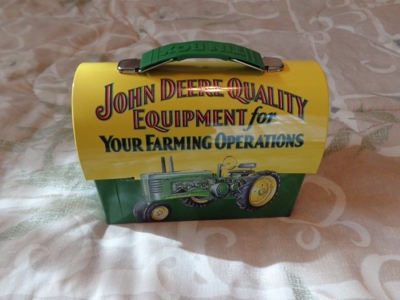 JOHN DEERE QUALITY
EQUIPMENT for
YOUR FARMING OPERATIONS